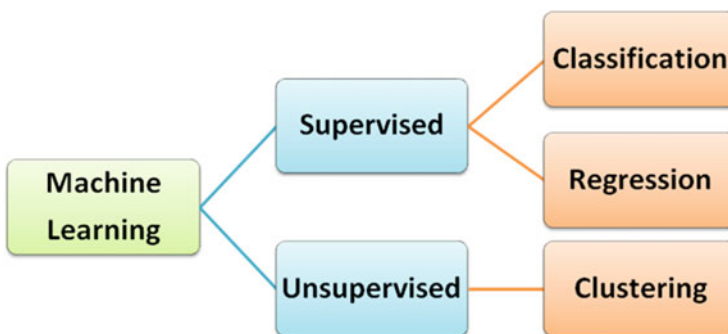 Machine
Learning
Supervised
Unsupervised
Classification
Regression
Clustering